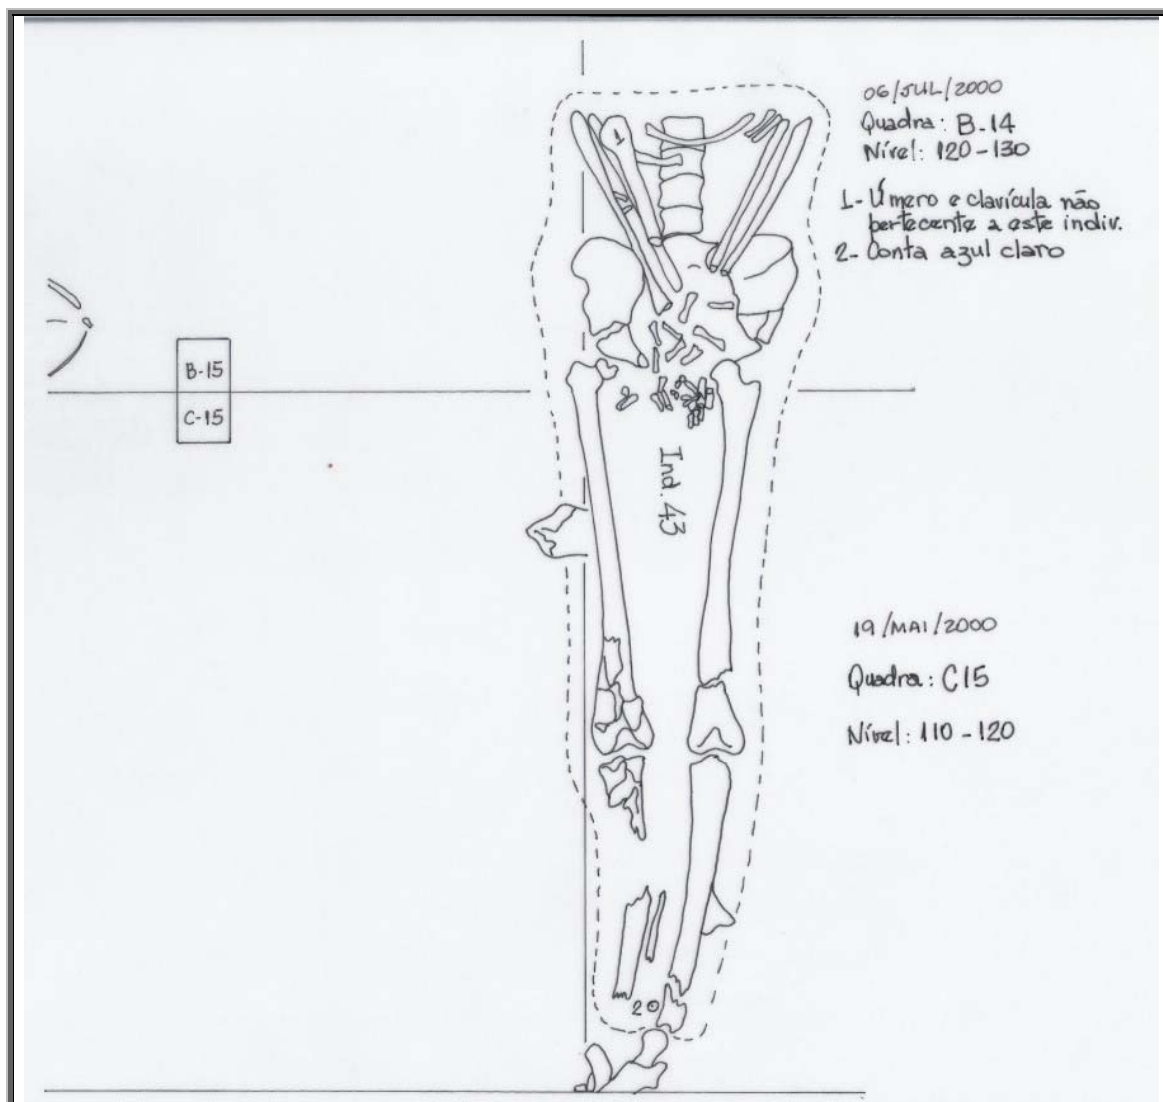 06/JUL/2000
Quadra: B-14
Nível: 120-130
1- Úmero e clavícula não
pertecente a este indiv.
2- Conta azul claro
1
B-15
C-15
Ind. 43
19/MAI/2000
Quadra: C15
Nível: 110-120
2